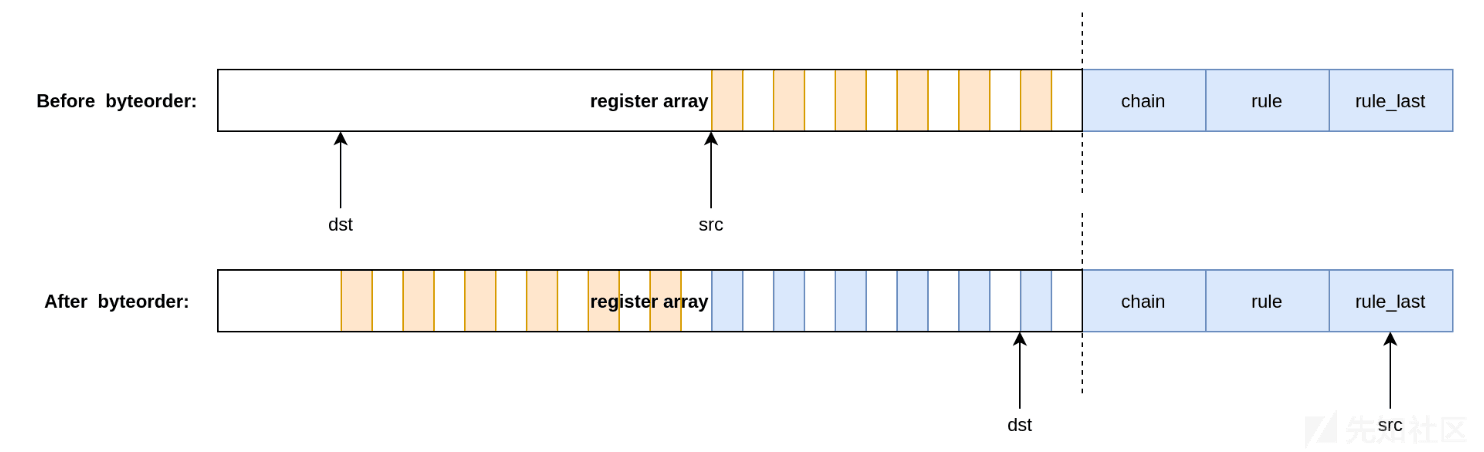 Before byteorder:
register array
chain
rule
rule_last
dst
src
After byteorder:
register array
chain
rule
rule_last
dst
src
先知社区